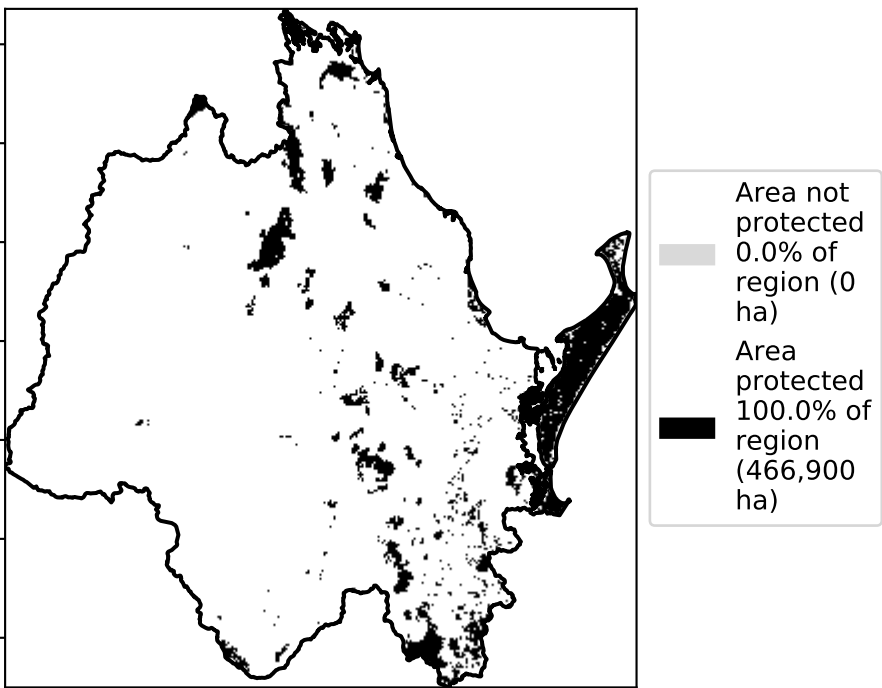 Area not
protected
0.0% of
region (0
ha)
Area
protected
100.0% of
region
(466,900
ha)